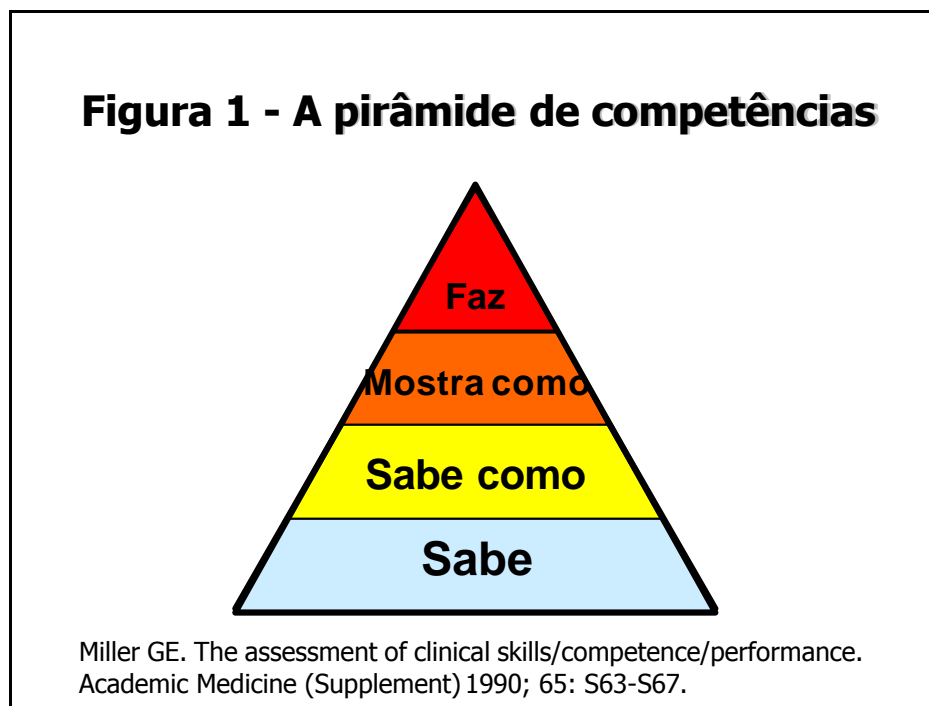 Figura 1 - A pirâmide de competências
Faz
Mostra como
Sabe como
Sabe
Miller GE. The assessment of clinical skills/competence/performance.
Academic Medicine (Supplement) 1990; 65: S63-S67.